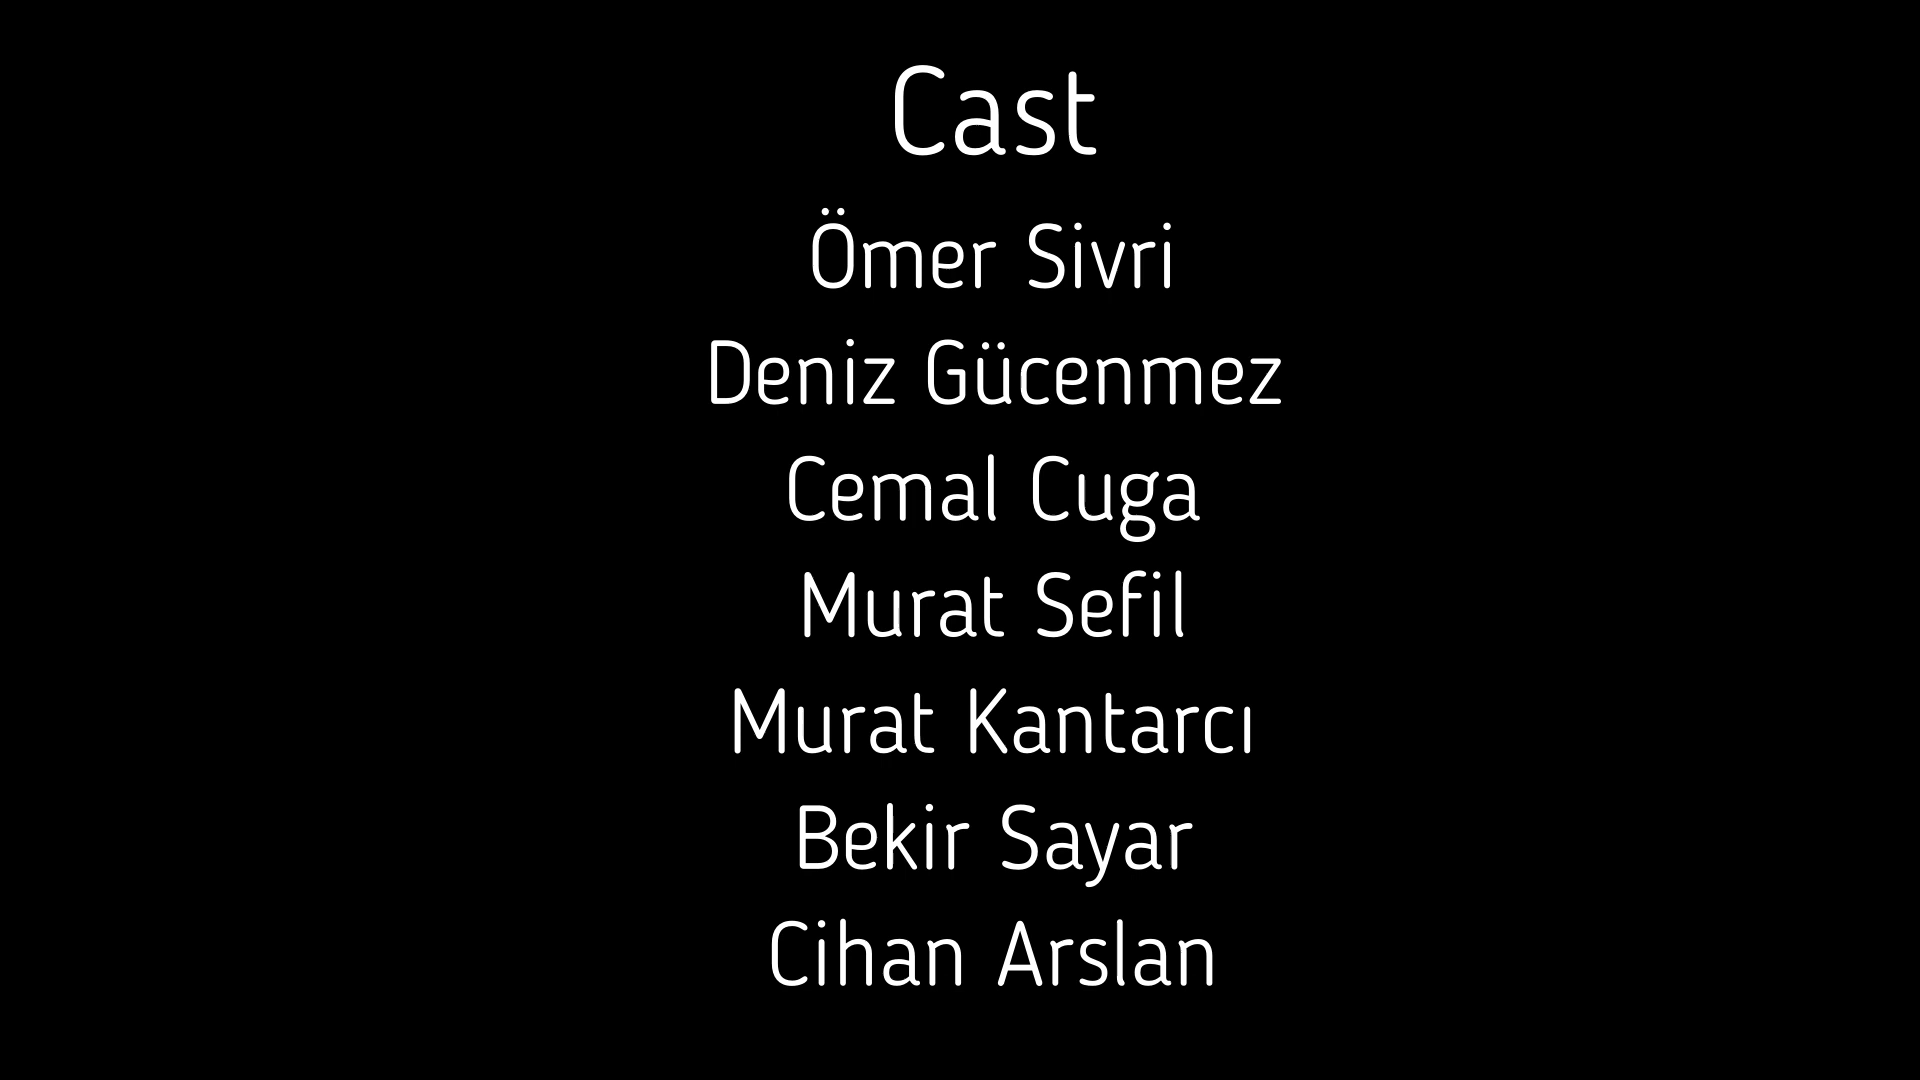 Cast
Ömer Sivri
Deniz Gücenmez
Cemal Cuga
Murat Sefil
Murat Kantarcı
Bekir Sayar
Cihan Arslan